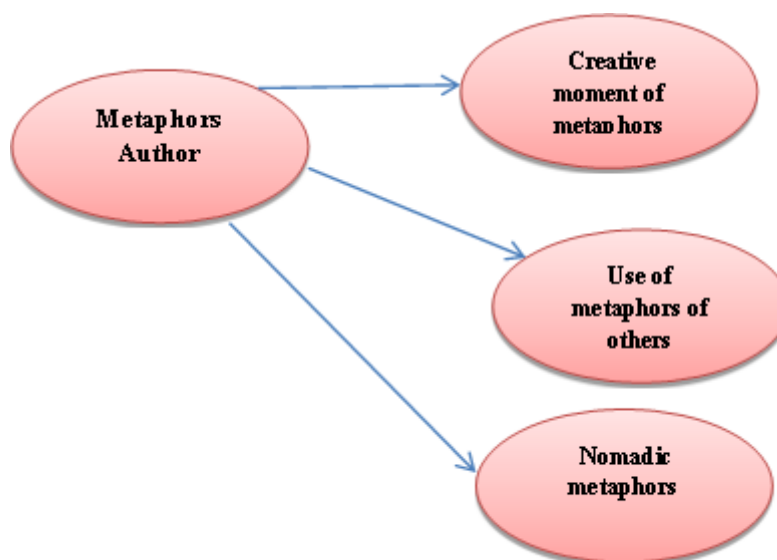 Metaphors
Author
Creative
moment of
metaphors
Use of
metaphors of
others
Nomadic
metaphors